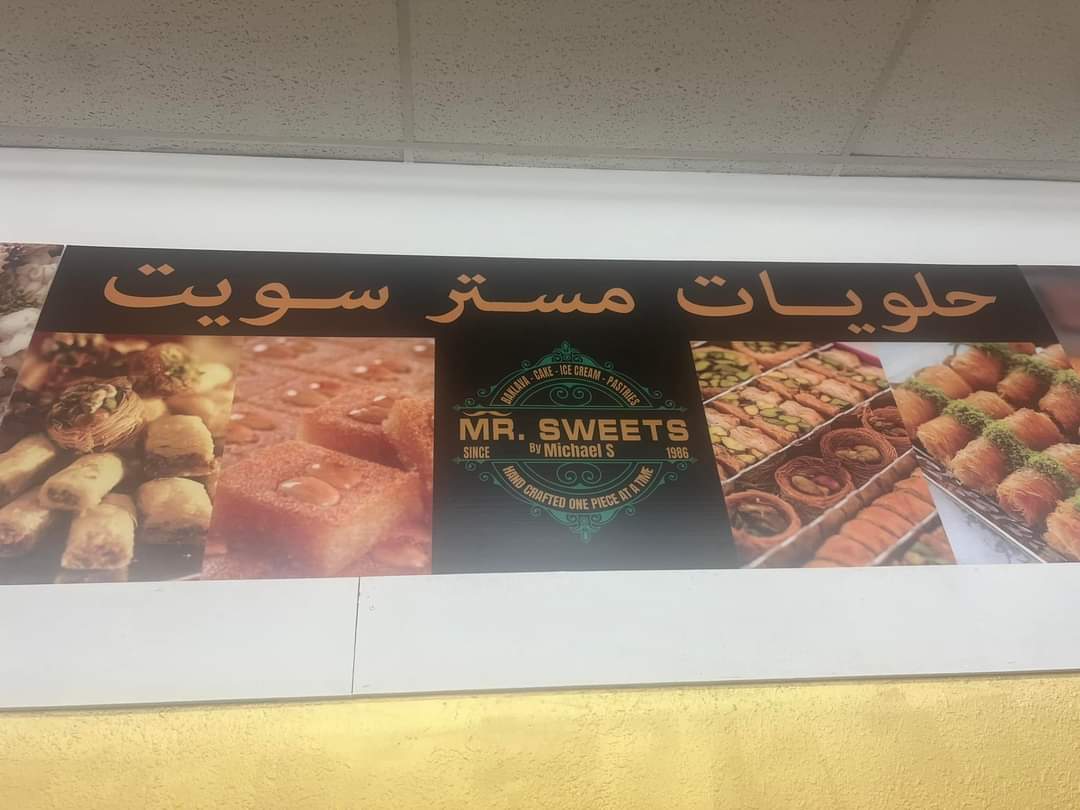 حلويات مستر سويت
BAKLAVA - CAKE - ICE CREAM - PASTRIES
MR. SWEETS
SINCE By Michael S 1986
HAND CRAFTED ONE PIECE AT A TIME